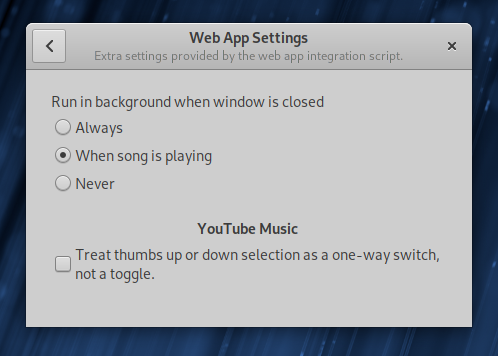 Web App Settings
Extra settings provided by the web app integration script.
Run in background when window is closed
Always
When song is playing
Never
YouTube Music
Treat thumbs up or down selection as a one-way switch,
not a toggle.